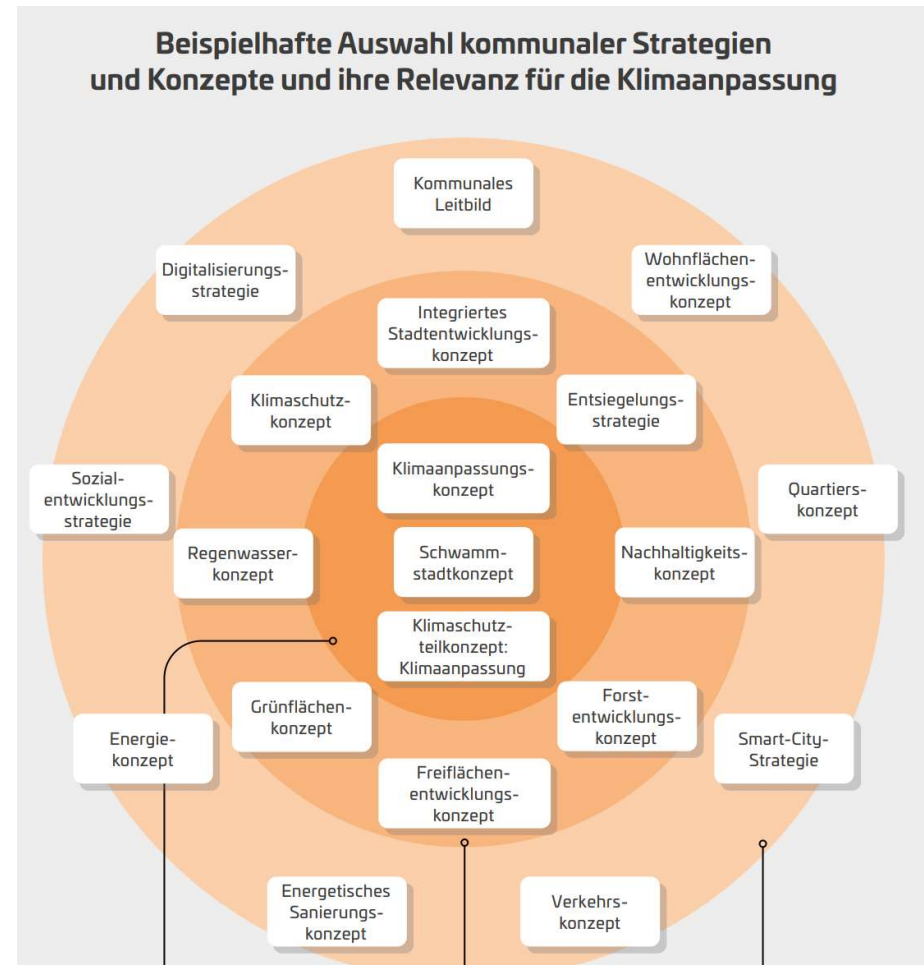 Beispielhafte Auswahl kommunaler Strategien
und Konzepte und ihre Relevanz für die Klimaanpassung
Kommunales
Leitbild
Digitalisierungs-
strategie
Wohnflächen-
entwicklungs-
konzept
Integriertes
Stadtentwicklungs-
konzept
Klimaschutz-
konzept
Entsiegelungs-
strategie
Klimaanpassungs-
konzept
Sozial-
entwicklungs-
strategie
Quartiers-
konzept
Regenwasser-
konzept
Schwamm-
stadtkonzept
Nachhaltigkeits-
konzept
Klimaschutz-
teilkonzept:
Klimaanpassung
Grünflächen-
konzept
Forst-
entwicklungs-
konzept
Energie-
konzept
Smart-City-
Strategie
Freiflächen-
entwicklungs-
konzept
Energetisches
Sanierungs-
konzept
Verkehrs-
konzept